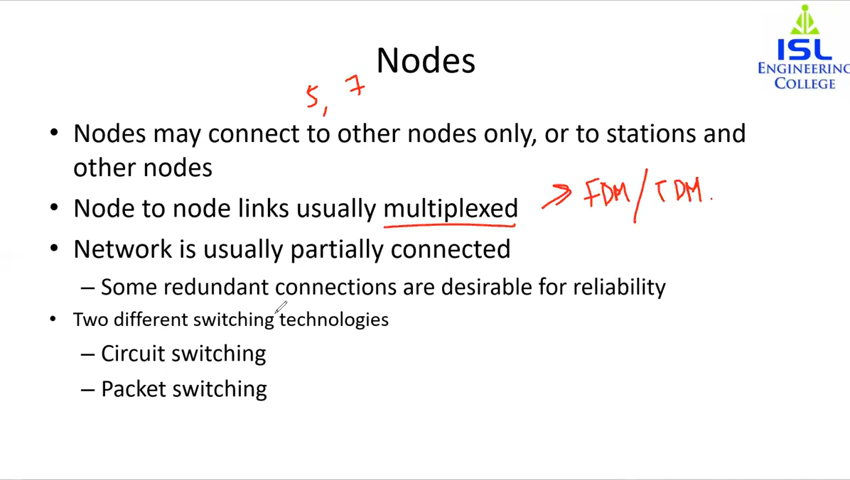 ISL
ENGINEERING
COLLEGE
Nodes
5, 7
• Nodes may connect to other nodes only, or to stations and
other nodes
• Node to node links usually multiplexed → FDM/TDM.
• Network is usually partially connected
– Some redundant connections are desirable for reliability
• Two different switching technologies
– Circuit switching
– Packet switching